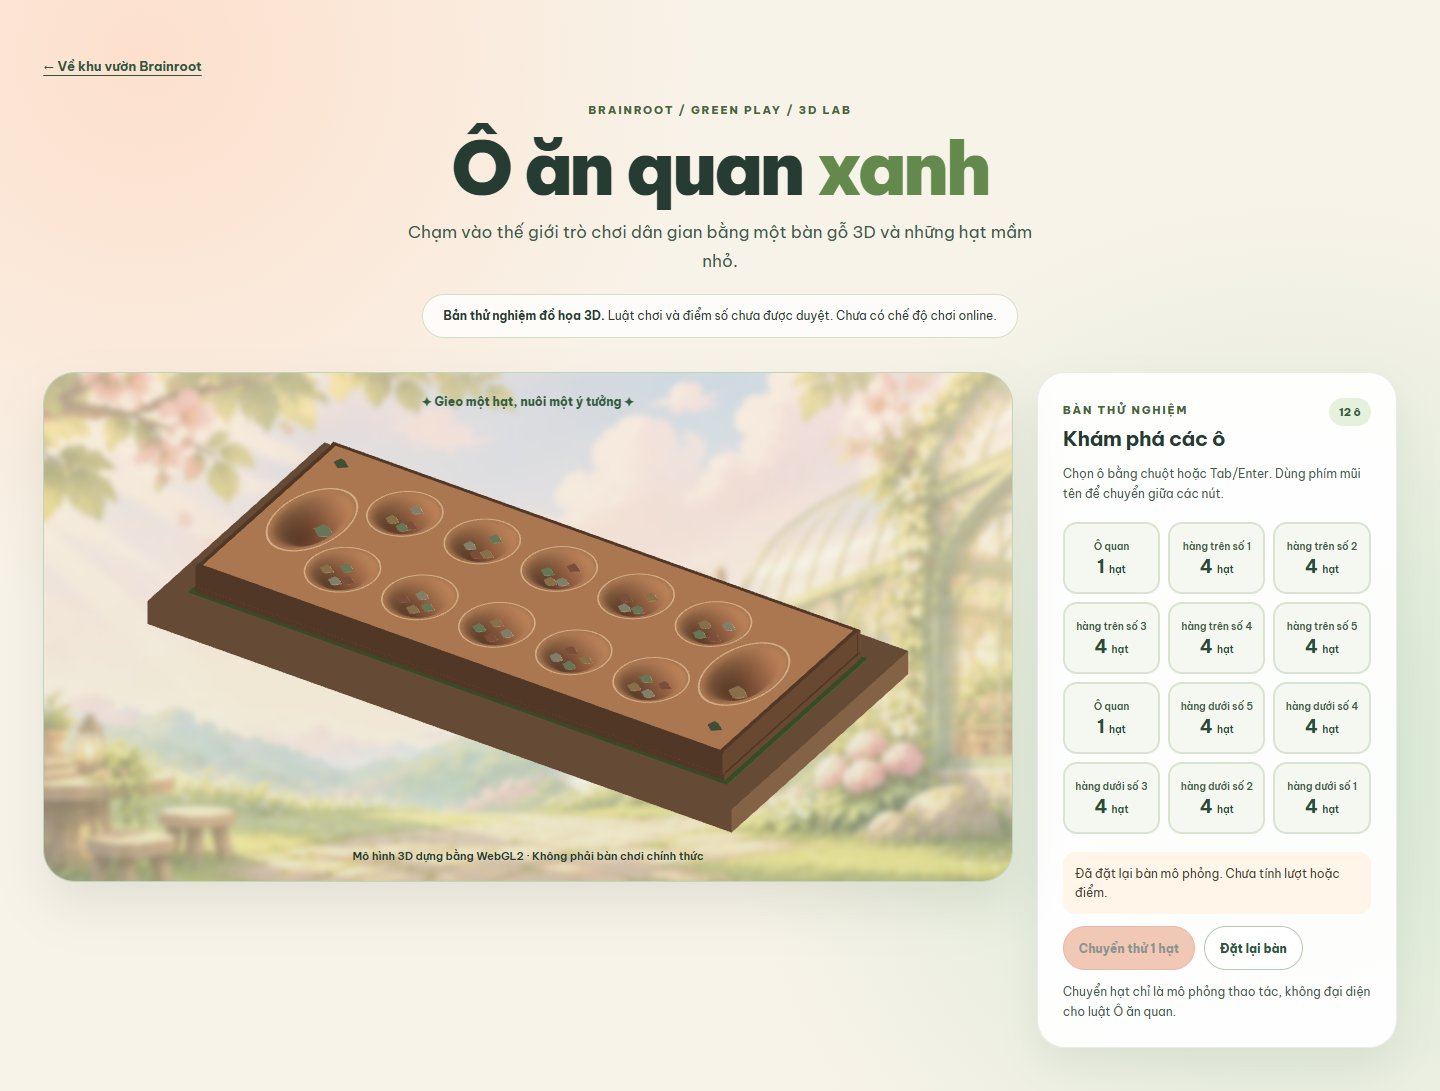 ← Về khu vườn Brainroot
BRAINROOT / GREEN PLAY / 3D LAB
Ô ăn quan xanh
Chạm vào thế giới trò chơi dân gian bằng một bàn gỗ 3D và những hạt mầm
nhỏ.
Bản thử nghiệm đồ họa 3D. Luật chơi và điểm số chưa được duyệt. Chưa có chế độ chơi online.
✦ Gieo một hạt, nuôi một ý tưởng ✦
Mô hình 3D dựng bằng WebGL2 · Không phải bàn chơi chính thức
BÀN THỬ NGHIỆM
12 ô
Khám phá các ô
Chọn ô bằng chuột hoặc Tab/Enter. Dùng phím mũi
tên để chuyển giữa các nút.
Ô quan
1 hạt
hàng trên số 1
4 hạt
hàng trên số 2
4 hạt
hàng trên số 3
4 hạt
hàng trên số 4
4 hạt
hàng trên số 5
4 hạt
Ô quan
1 hạt
hàng dưới số 5
4 hạt
hàng dưới số 4
4 hạt
hàng dưới số 3
4 hạt
hàng dưới số 2
4 hạt
hàng dưới số 1
4 hạt
Đã đặt lại bàn mô phỏng. Chưa tính lượt hoặc
điểm.
Chuyển thử 1 hạt
Đặt lại bàn
Chuyển hạt chỉ là mô phỏng thao tác, không đại diện
cho luật Ô ăn quan.